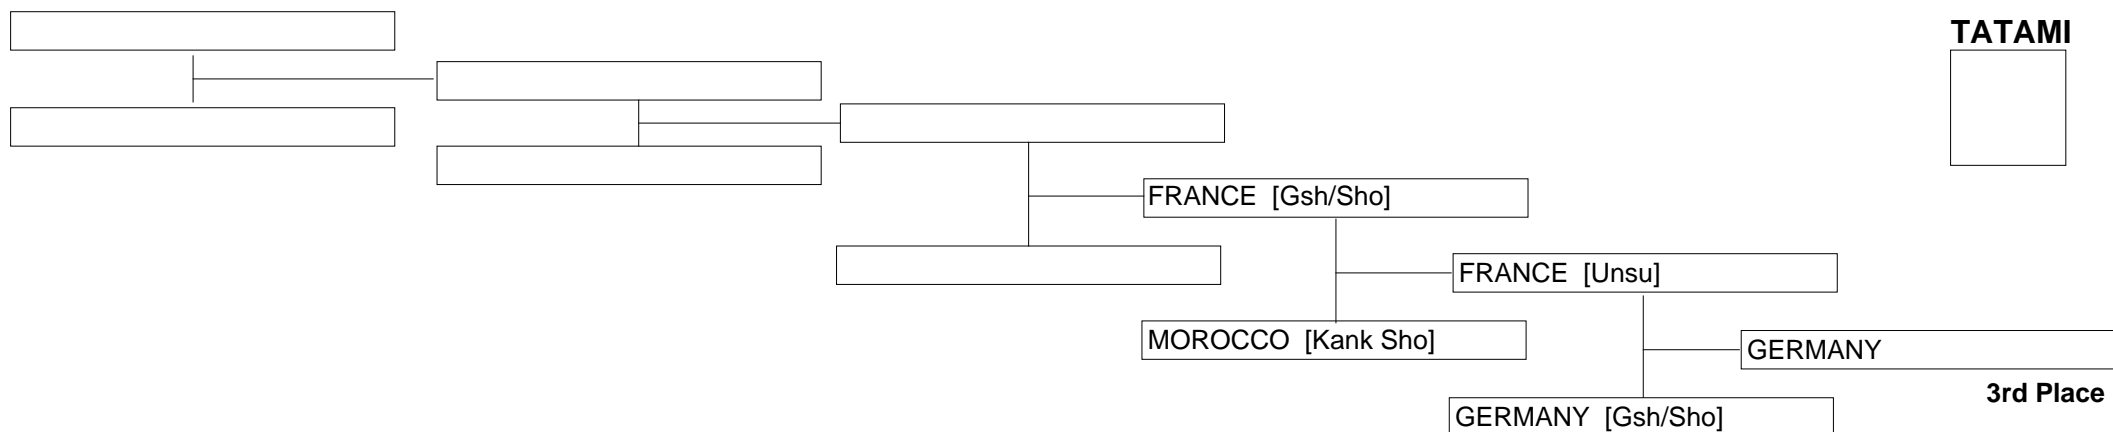 TATAMI
FRANCE [Gsh/Sho]
FRANCE [Unsu]
MOROCCO [Kank Sho]
GERMANY
3rd Place
GERMANY [Gsh/Sho]